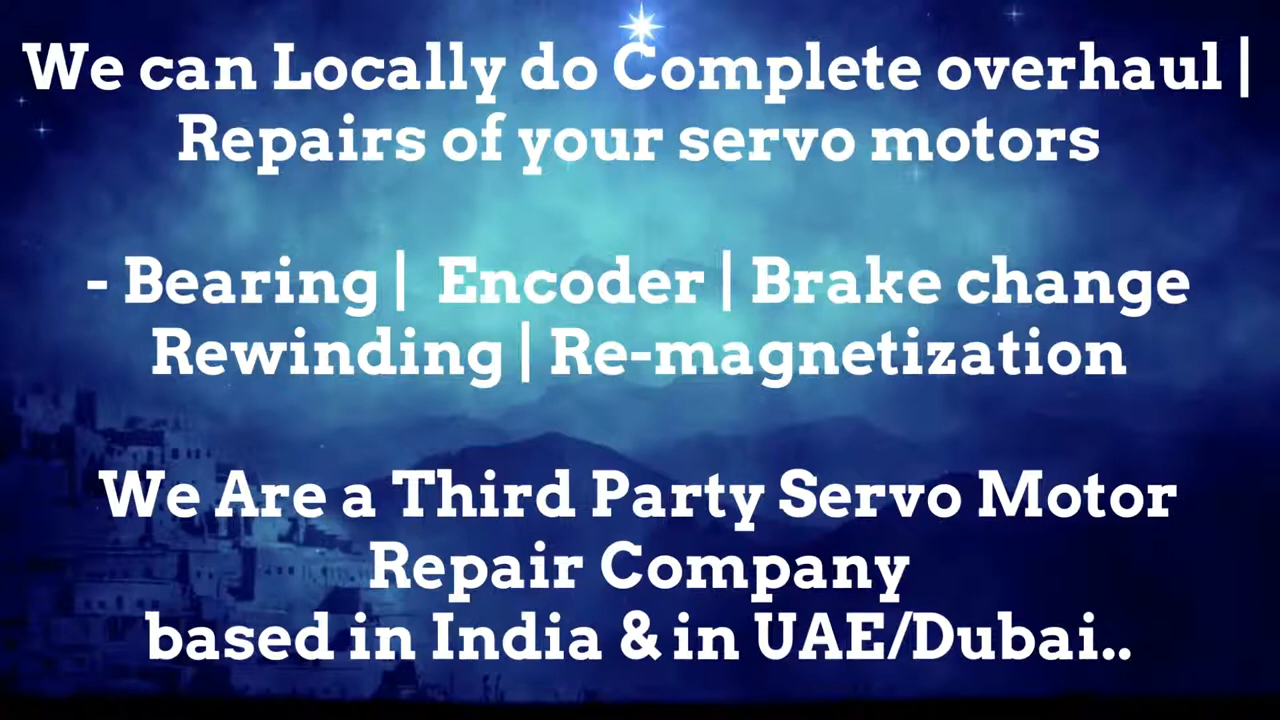 We can Locally do Complete overhaul |
Repairs of your servo motors
- Bearing | Encoder | Brake change
Rewinding | Re-magnetization
We Are a Third Party Servo Motor
Repair Company
based in India & in UAE/Dubai..